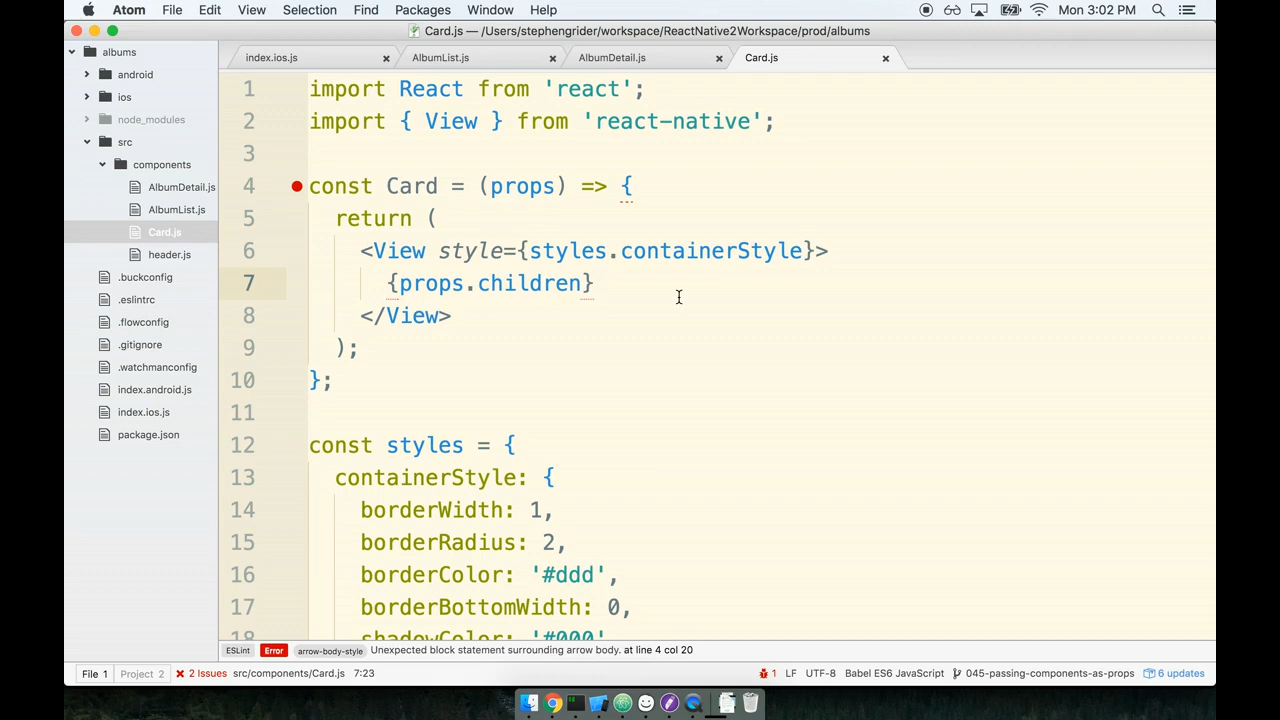 Atom File Edit View Selection Find Packages Window Help Mon 3:02 PM
Card.js — /Users/stephengrider/workspace/ReactNative2Workspace/prod/albums
albums
android
ios
node_modules
src
components
AlbumDetail.js
AlbumList.js
Card.js
header.js
.buckconfig
.eslintrc
.flowconfig
.gitignore
.watchmanconfig
index.android.js
index.ios.js
package.json
index.ios.js AlbumList.js AlbumDetail.js Card.js
1 import React from 'react';
2 import { View } from 'react-native';
3
4 const Card = (props) => {
5 return (
6 <View style={styles.containerStyle}>
7 {props.children}
8 </View>
9 );
10 };
11
12 const styles = {
13 containerStyle: {
14 borderWidth: 1,
15 borderRadius: 2,
16 borderColor: '#ddd',
17 borderBottomWidth: 0,
18 shadowColor: '#000'
ESLint Error arrow-body-style Unexpected block statement surrounding arrow body. at line 4 col 20
File 1 Project 2 2 Issues src/components/Card.js 7:23 1 LF UTF-8 Babel ES6 JavaScript 045-passing-components-as-props 6 updates